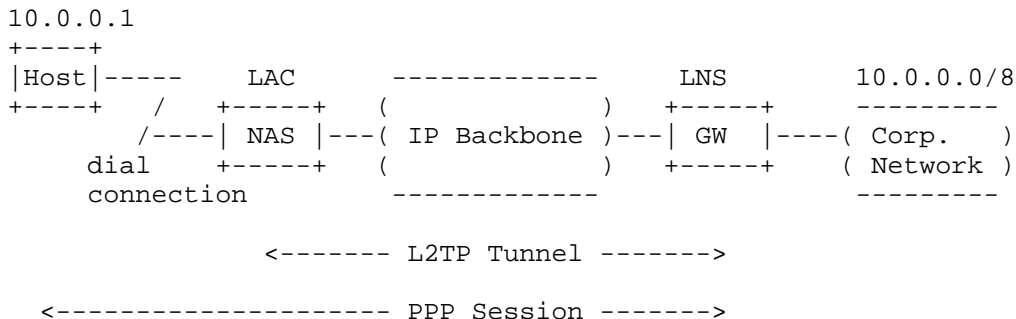 10.0.0.1
+----+
|Host|-----    LAC        -------------     LNS        10.0.0.0/8
+----+   /   +-----+   (             )   +-----+     ---------
        /----| NAS |---( IP Backbone )---| GW  |----( Corp.   )
     dial    +-----+   (             )   +-----+    ( Network )
     connection         -------------                ---------
<------- L2TP Tunnel ------->
<--------------------- PPP Session ------->